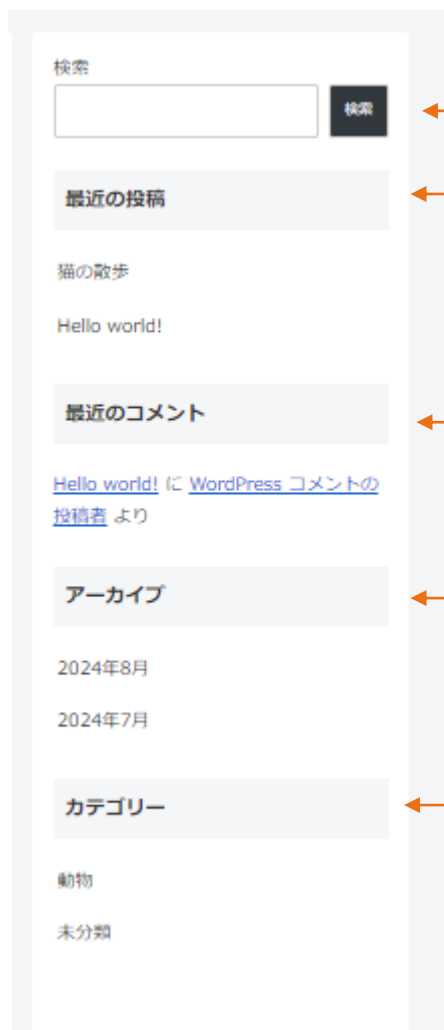 検索
検索
最近の投稿
猫の散歩
Hello world!
最近のコメント
Hello world! に WordPress コメントの
投稿者 より
アーカイブ
2024年8月
2024年7月
カテゴリー
動物
未分類